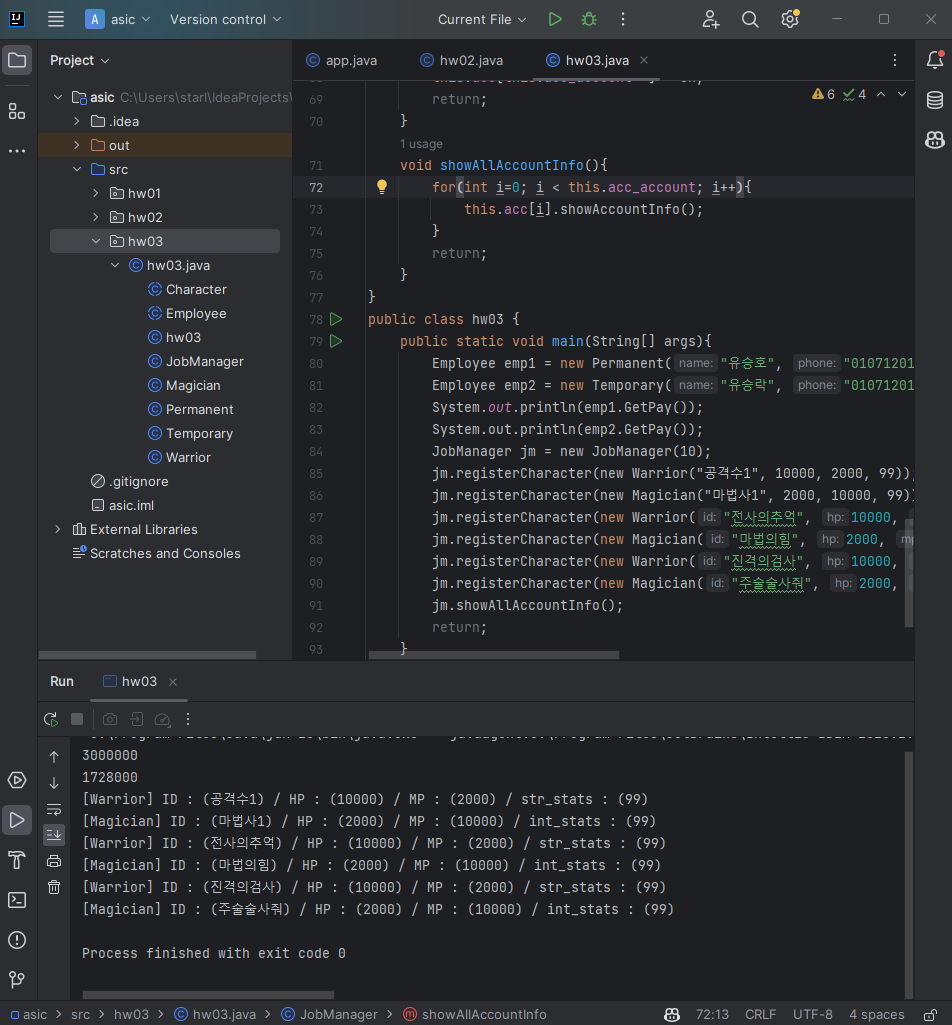 A asic Version control Current File
Project
asic C:\Users\starl\IdeaProjects\
.idea
out
src
hw01
hw02
hw03
hw03.java
Character
Employee
hw03
JobManager
Magician
Permanent
Temporary
Warrior
.gitignore
asic.iml
External Libraries
Scratches and Consoles
app.java hw02.java hw03.java
6 4
69 return;
70 }
1 usage
71 void showAllAccountInfo(){
72 for(int i=0; i < this.acc_account; i++){
73 this.acc[i].showAccountInfo();
74 }
75 return;
76 }
77 }
78 public class hw03 {
79 public static void main(String[] args){
80 Employee emp1 = new Permanent( name: "유승호", phone: "01071201
81 Employee emp2 = new Temporary( name: "유승락", phone: "01071201
82 System.out.println(emp1.GetPay());
83 System.out.println(emp2.GetPay());
84 JobManager jm = new JobManager(10);
85 jm.registerCharacter(new Warrior("공격수1", 10000, 2000, 99));
86 jm.registerCharacter(new Magician("마법사1", 2000, 10000, 99))
87 jm.registerCharacter(new Warrior( id: "전사의추억", hp: 10000,
88 jm.registerCharacter(new Magician( id: "마법의힘", hp: 2000, mp
89 jm.registerCharacter(new Warrior( id: "진격의검사", hp: 10000,
90 jm.registerCharacter(new Magician( id: "주술술사줘", hp: 2000,
91 jm.showAllAccountInfo();
92 return;
93 }
Run hw03
3000000
1728000
[Warrior] ID : (공격수1) / HP : (10000) / MP : (2000) / str_stats : (99)
[Magician] ID : (마법사1) / HP : (2000) / MP : (10000) / int_stats : (99)
[Warrior] ID : (전사의추억) / HP : (10000) / MP : (2000) / str_stats : (99)
[Magician] ID : (마법의힘) / HP : (2000) / MP : (10000) / int_stats : (99)
[Warrior] ID : (진격의검사) / HP : (10000) / MP : (2000) / str_stats : (99)
[Magician] ID : (주술술사줘) / HP : (2000) / MP : (10000) / int_stats : (99)
Process finished with exit code 0
asic > src > hw03 > hw03.java > JobManager > showAllAccountInfo 72:13 CRLF UTF-8 4 spaces